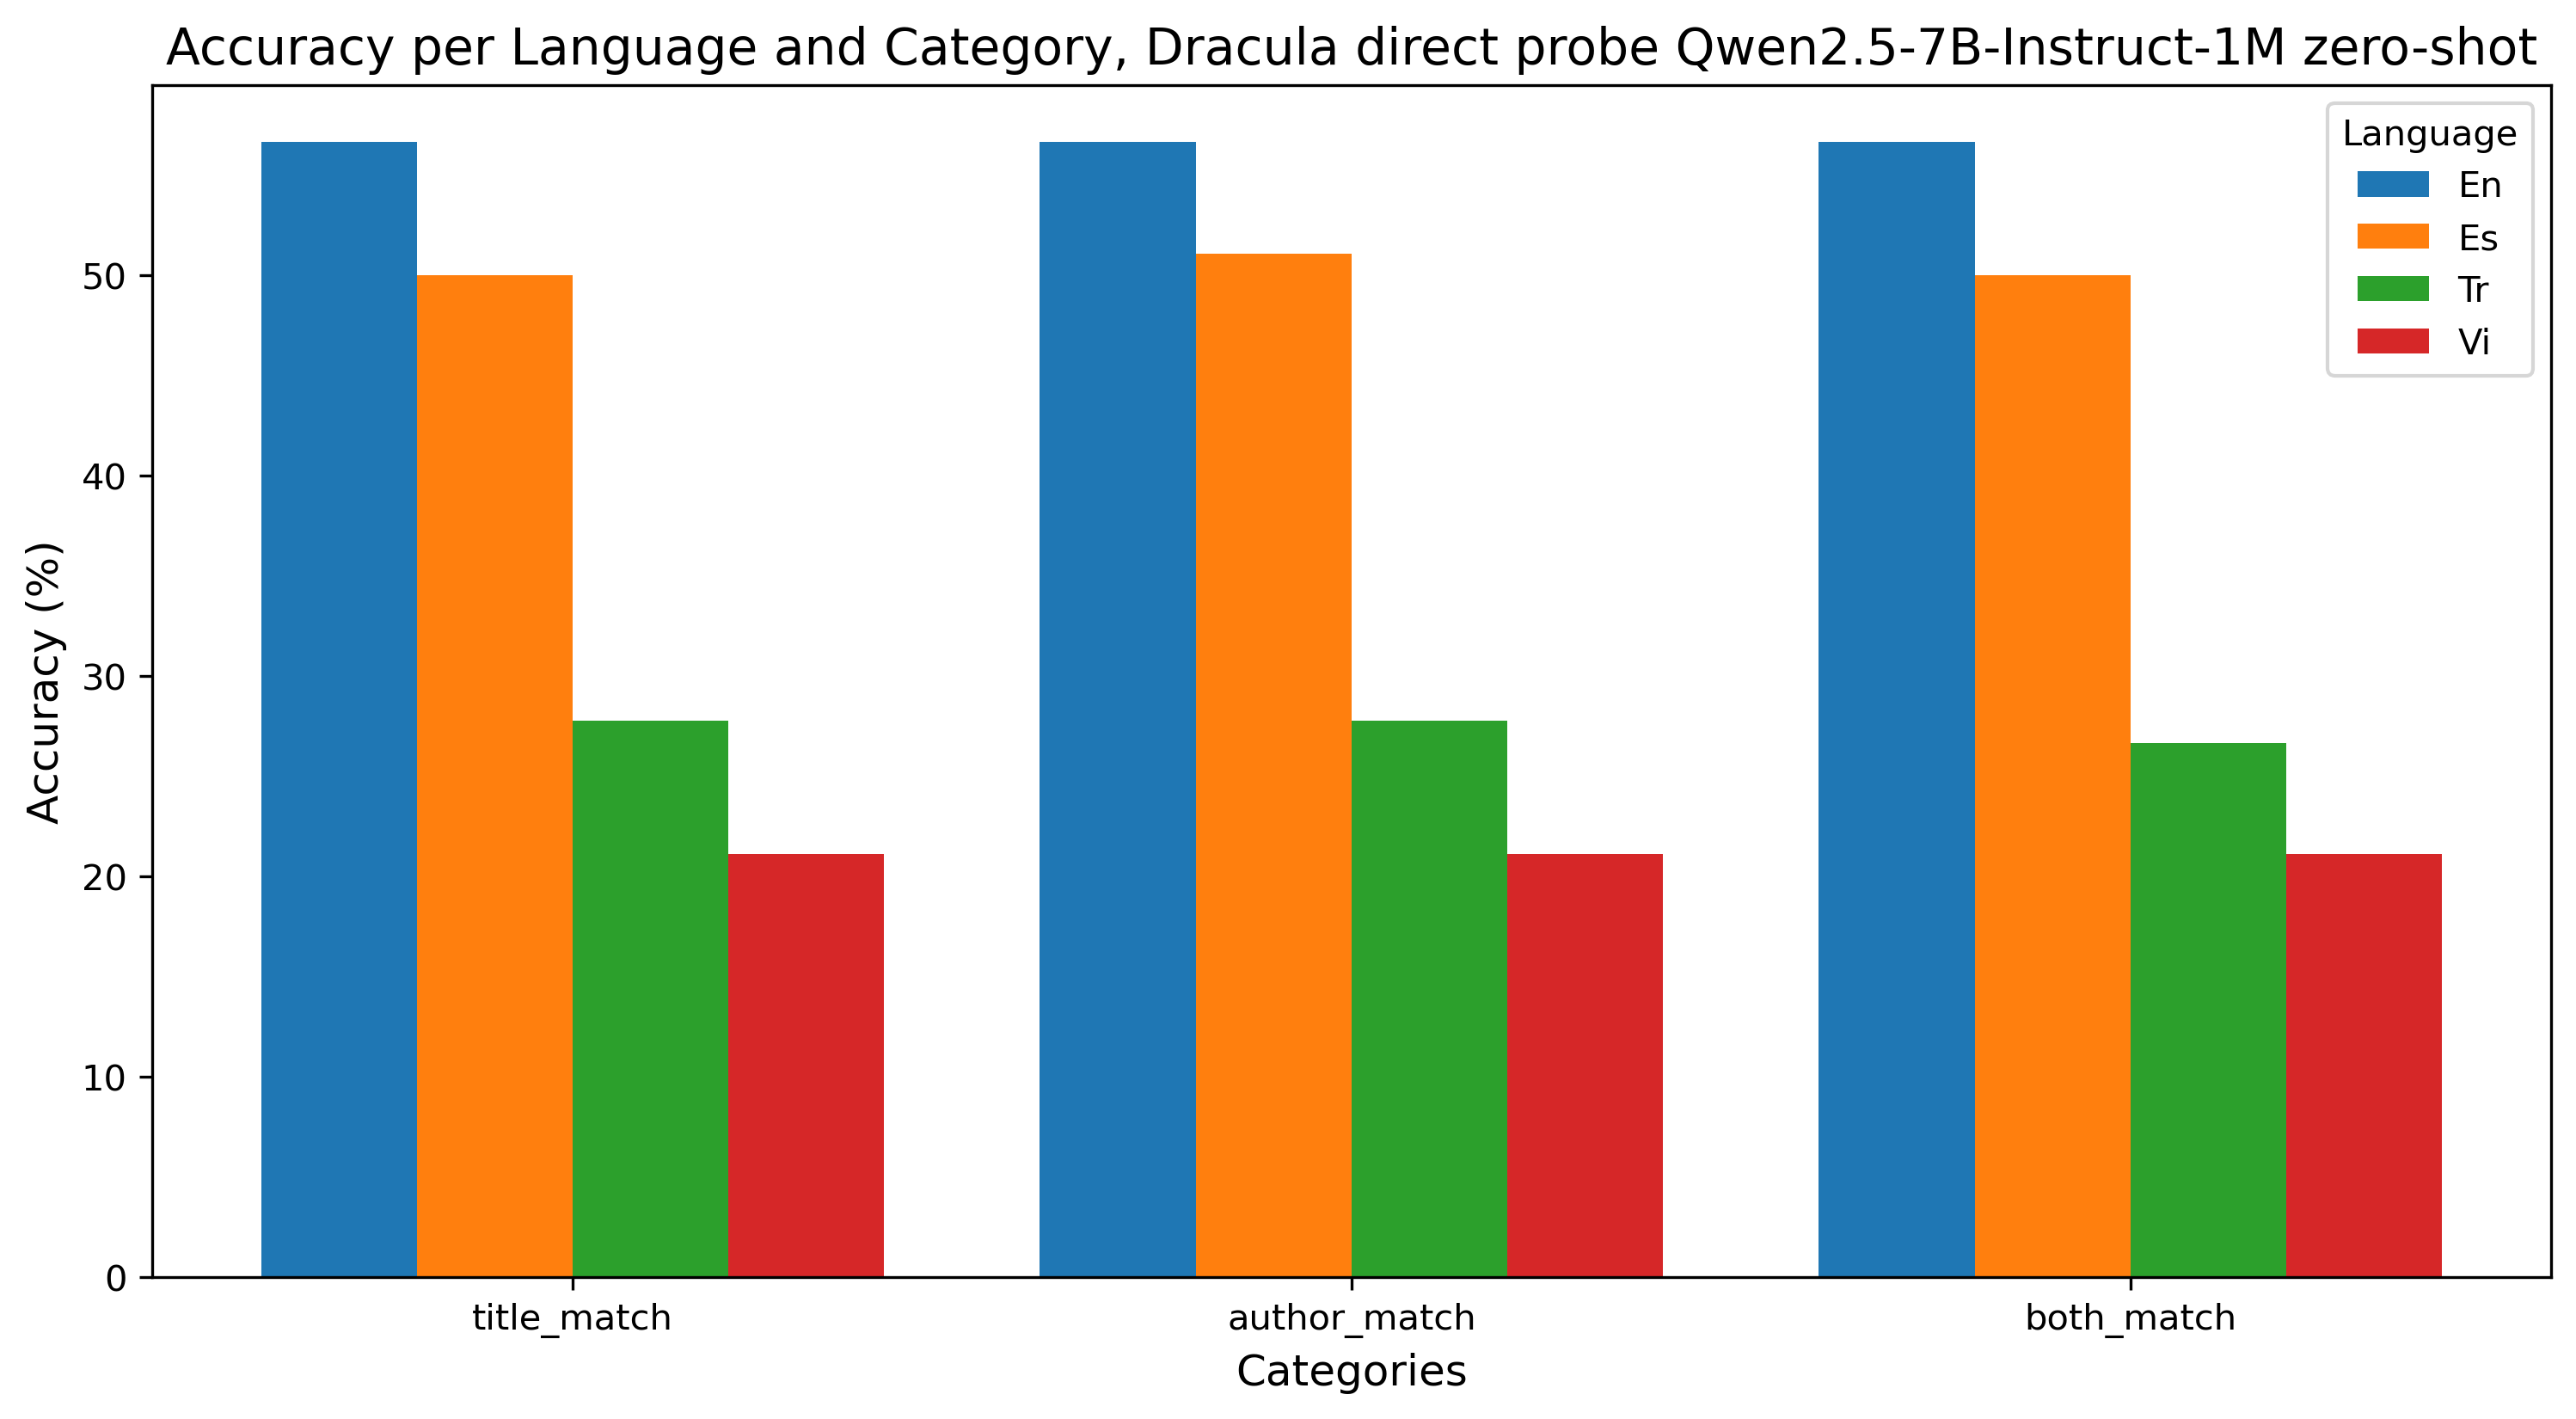 Accuracy per Language and Category, Dracula direct probe Qwen2.5-7B-Instruct-1M zero-shot
Language
En
Es
Tr
Vi
Accuracy (%)
50
40
30
20
10
0
title_match
author_match
both_match
Categories